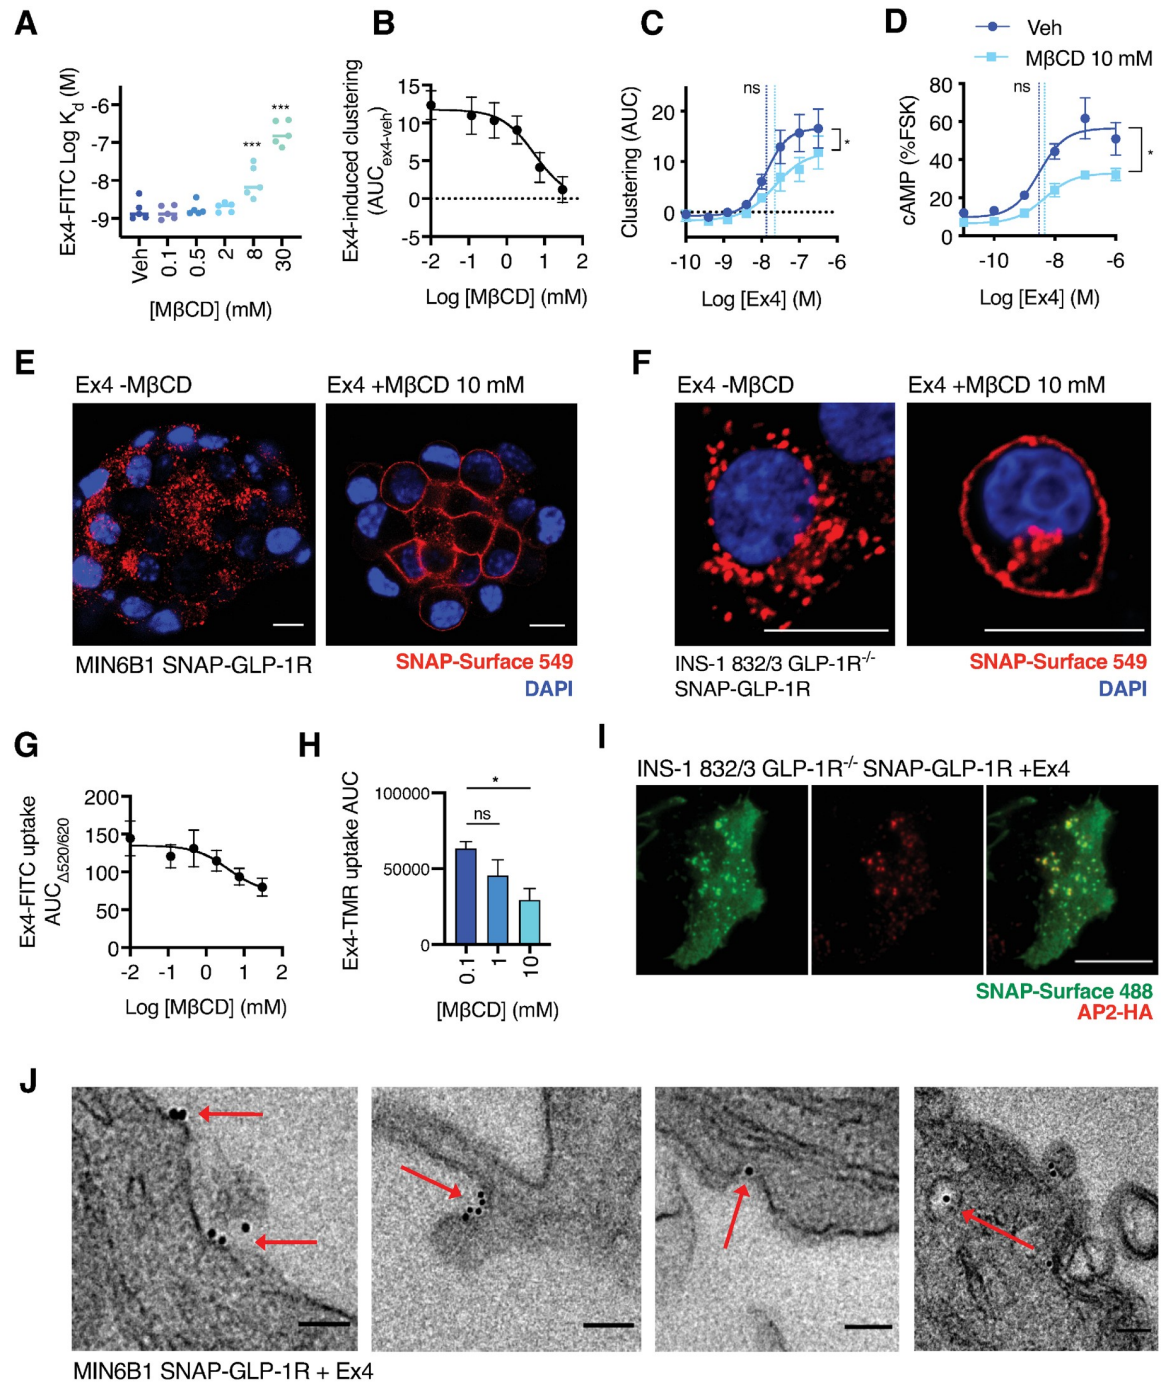 A
B
C
D
Veh
MβCD 10 mM
Ex4-FITC Log Kd (M)
-6
-7
-8
-9
***
***
Veh
0.1
0.5
2
8
30
[MβCD] (mM)
Ex4-induced clustering
(AUCex4-veh)
15
10
5
0
-5
-2
-1
0
1
2
Log [MβCD] (mM)
Clustering (AUC)
20
10
0
ns
*
-10
-9
-8
-7
-6
Log [Ex4] (M)
cAMP (%FSK)
80
60
40
20
0
ns
*
-10
-8
-6
Log [Ex4] (M)
E
F
Ex4 -MβCD
Ex4 +MβCD 10 mM
Ex4 -MβCD
Ex4 +MβCD 10 mM
MIN6B1 SNAP-GLP-1R
SNAP-Surface 549
DAPI
INS-1 832/3 GLP-1R-/-
SNAP-GLP-1R
SNAP-Surface 549
DAPI
G
H
I
Ex4-FITC uptake
AUCΔ520/620
200
150
100
50
0
-2
-1
0
1
2
Log [MβCD] (mM)
Ex4-TMR uptake AUC
100000
50000
0
*
ns
0.1
1
10
[MβCD] (mM)
INS-1 832/3 GLP-1R-/- SNAP-GLP-1R +Ex4
SNAP-Surface 488
AP2-HA
J
MIN6B1 SNAP-GLP-1R + Ex4